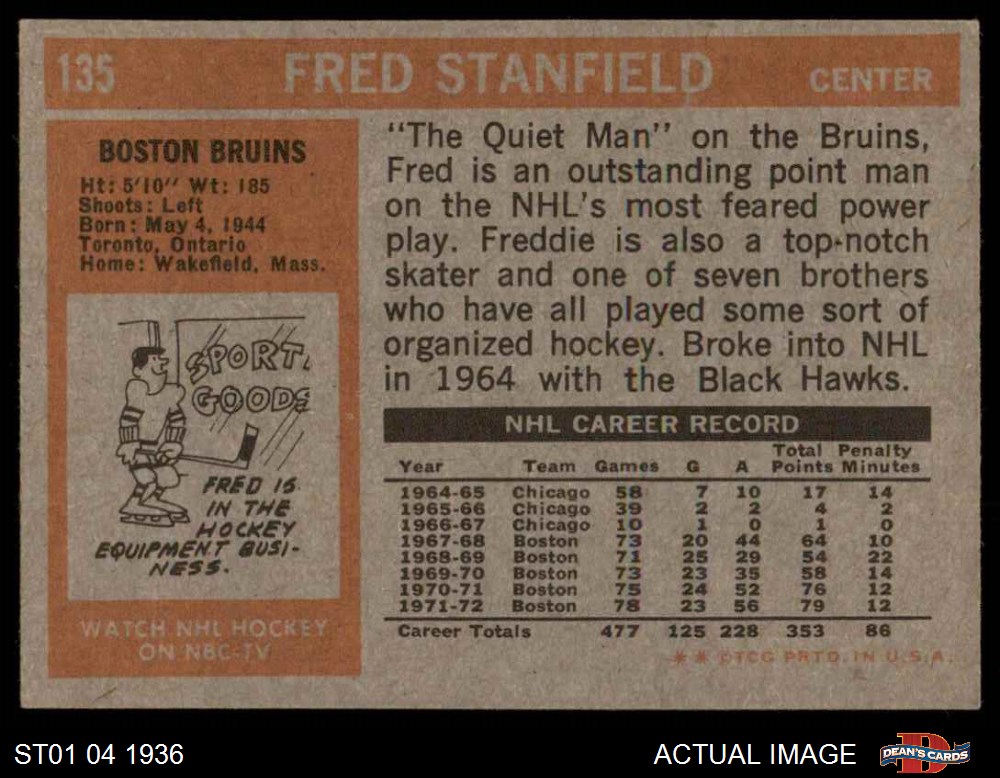 135 FRED STANFIELD CENTER
BOSTON BRUINS
Ht: 5'10" Wt: 185
Shoots: Left
Born: May 4, 1944
Toronto, Ontario
Home: Wakefield, Mass.
SPORT
GOODS
FRED IS
IN THE
HOCKEY
EQUIPMENT BUSI-
NESS.
WATCH NHL HOCKEY
ON NBC-TV
"The Quiet Man" on the Bruins,
Fred is an outstanding point man
on the NHL's most feared power
play. Freddie is also a top-notch
skater and one of seven brothers
who have all played some sort of
organized hockey. Broke into NHL
in 1964 with the Black Hawks.
NHL CAREER RECORD
Year Team Games G A Total Points Penalty Minutes
1964-65 Chicago 58 7 10 17 14
1965-66 Chicago 39 2 2 4 2
1966-67 Chicago 10 1 0 1 0
1967-68 Boston 73 20 44 64 10
1968-69 Boston 71 25 29 54 22
1969-70 Boston 73 23 35 58 14
1970-71 Boston 75 24 52 76 12
1971-72 Boston 78 23 56 79 12
Career Totals 477 125 228 353 86
** ©TCG PRTD. IN U.S.A.
ST01 04 1936
ACTUAL IMAGE
DEAN'S CARDS